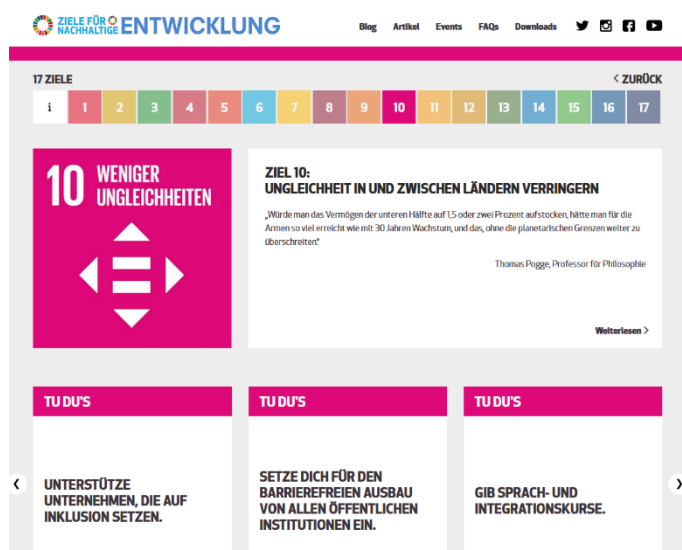 ZIELE FÜR
NACHHALTIGE ENTWICKLUNG
Blog Artikel Events FAQs Downloads
17 ZIELE
< ZURÜCK
i 1 2 3 4 5 6 7 8 9 10 11 12 13 14 15 16 17
10 WENIGER
UNGLEICHHEITEN
ZIEL 10:
UNGLEICHHEIT IN UND ZWISCHEN LÄNDERN VERRINGERN
„Würde man das Vermögen der unteren Hälfte auf 1,5 oder zwei Prozent aufstocken, hätte man für die
Armen so viel erreicht wie mit 30 Jahren Wachstum, und das, ohne die planetarischen Grenzen weiter zu
überschreiten."
Thomas Pogge, Professor für Philosophie
Weiterlesen >
TU DU'S
UNTERSTÜTZE
UNTERNEHMEN, DIE AUF
INKLUSION SETZEN.
TU DU'S
SETZE DICH FÜR DEN
BARRIEREFREIEN AUSBAU
VON ALLEN ÖFFENTLICHEN
INSTITUTIONEN EIN.
TU DU'S
GIB SPRACH- UND
INTEGRATIONSKURSE.